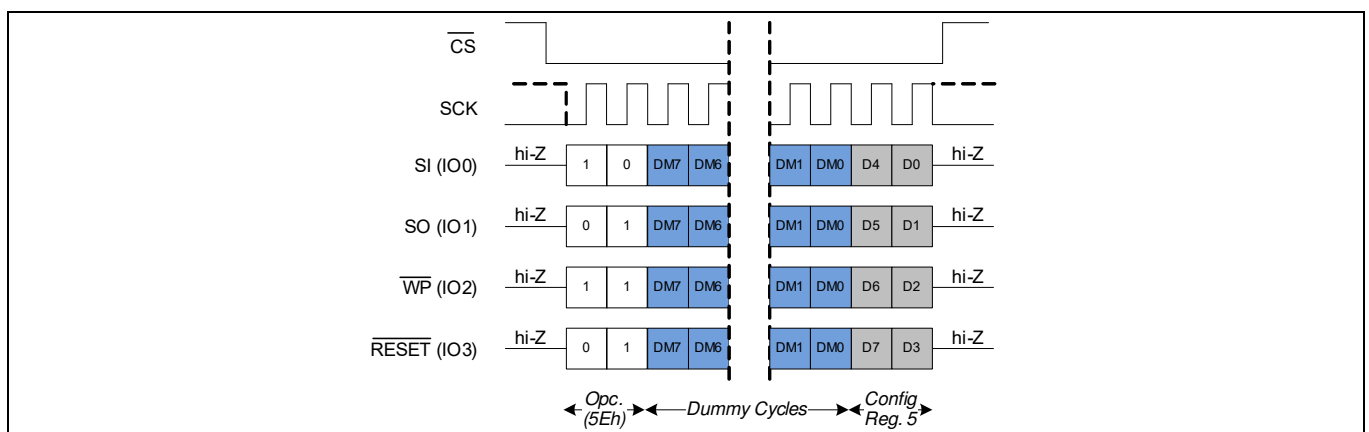 CS
SCK
SI (IO0) hi-Z 1 0 DM7 DM6 DM1 DM0 D4 D0 hi-Z
SO (IO1) hi-Z 0 1 DM7 DM6 DM1 DM0 D5 D1 hi-Z
WP (IO2) hi-Z 1 1 DM7 DM6 DM1 DM0 D6 D2 hi-Z
RESET (IO3) hi-Z 0 1 DM7 DM6 DM1 DM0 D7 D3 hi-Z
Opc. Dummy Cycles Config
(5Eh) Reg. 5